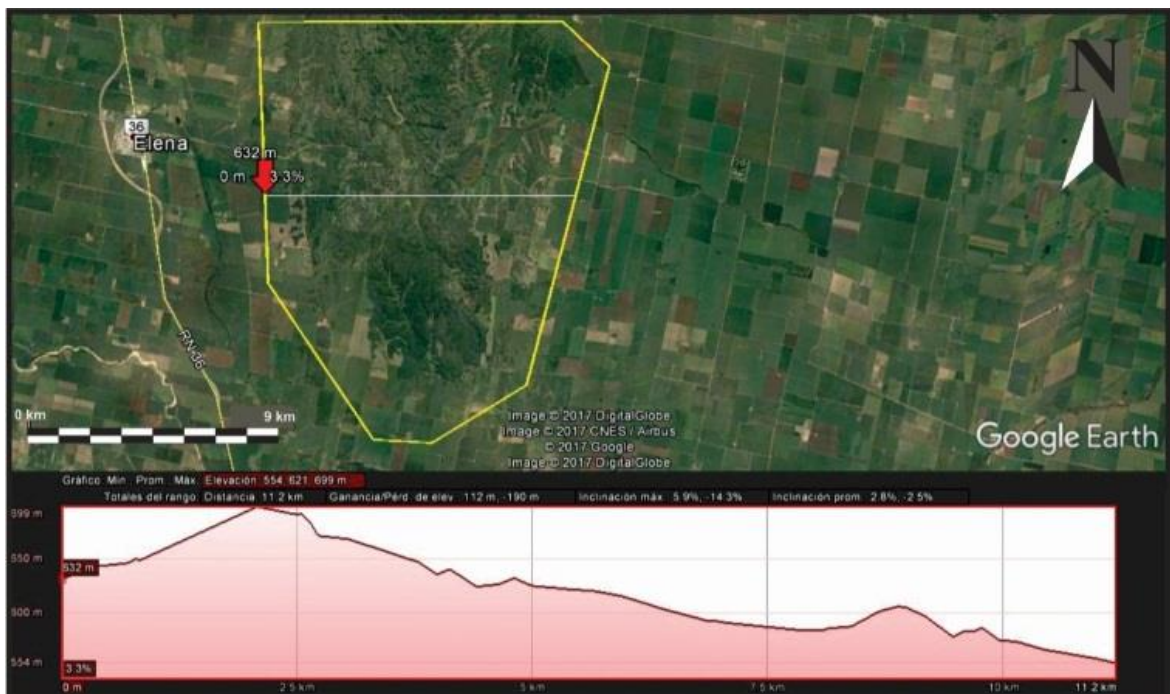 N
36
Elena
632 m
0 m 3.3%
RN-36
0 km 9 km
Image © 2017 DigitalGlobe
Image © 2017 CNES / Airbus
© 2017 Google
Image © 2017 DigitalGlobe
Google Earth
Gráfico Mín. Prom. Máx. Elevación 554 621 699 m
Totales del rango: Distancia 11.2 km Ganancia/Pérd. de elev. 112 m, -190 m Inclinación máx. 5.9%, -14.3% Inclinación prom. 2.8%, -2.5%
699 m
650 m
632 m
600 m
554 m
3.3%
0 m 2.5 km 5 km 7.5 km 10 km 11.2 km